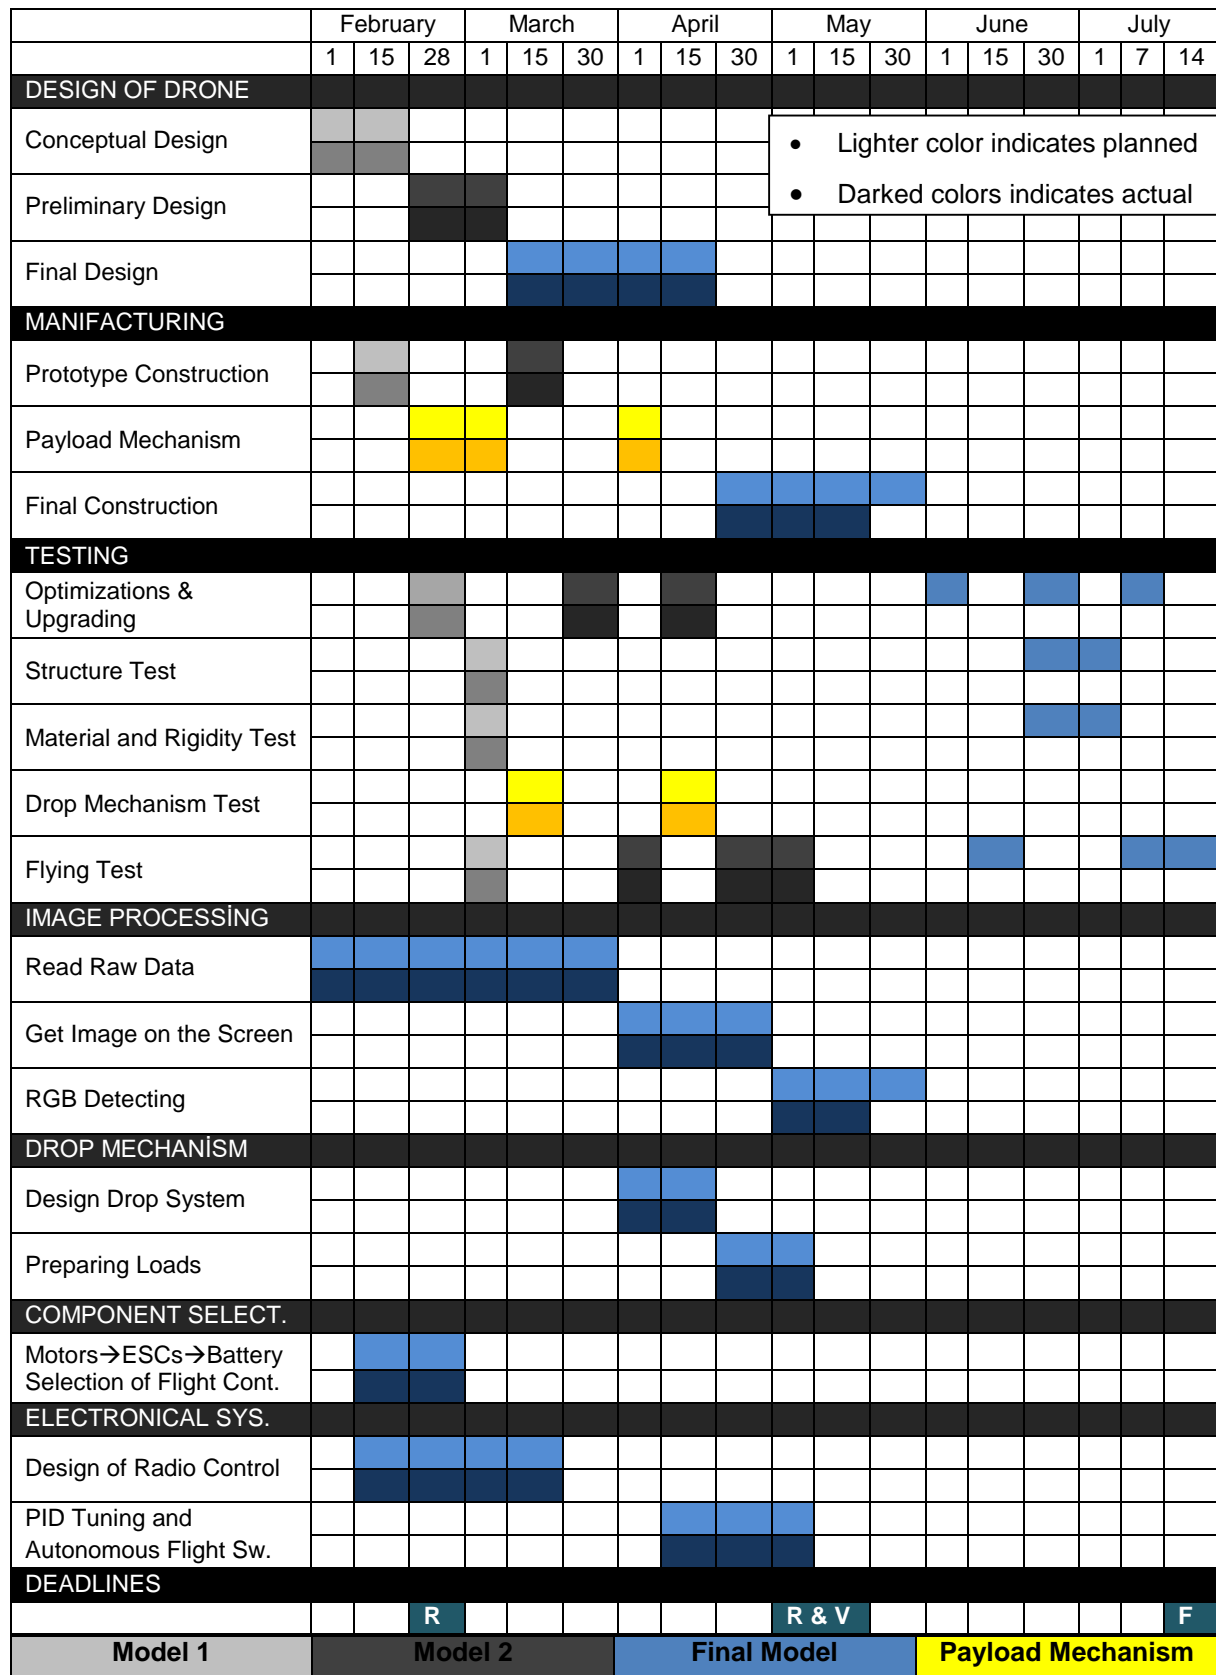 February March April May June July
1 15 28 1 15 30 1 15 30 1 15 30 1 15 30 1 7 14
DESIGN OF DRONE
Conceptual Design
• Lighter color indicates planned
• Darked colors indicates actual
Preliminary Design
Final Design
MANIFACTURING
Prototype Construction
Payload Mechanism
Final Construction
TESTING
Optimizations &
Upgrading
Structure Test
Material and Rigidity Test
Drop Mechanism Test
Flying Test
IMAGE PROCESSİNG
Read Raw Data
Get Image on the Screen
RGB Detecting
DROP MECHANİSM
Design Drop System
Preparing Loads
COMPONENT SELECT.
Motors→ESCs→Battery
Selection of Flight Cont.
ELECTRONICAL SYS.
Design of Radio Control
PID Tuning and
Autonomous Flight Sw.
DEADLINES
R R & V F
Model 1 Model 2 Final Model Payload Mechanism